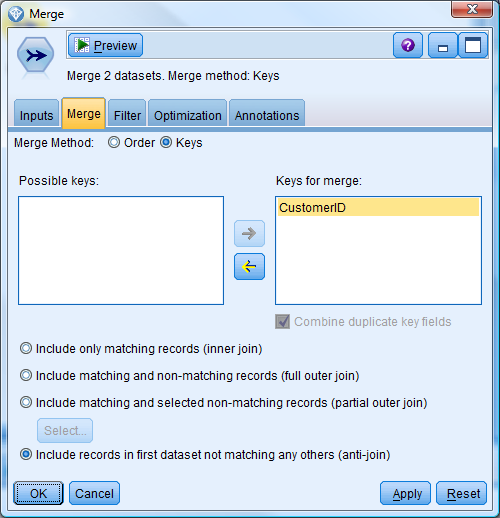 Merge
Preview
?
Merge 2 datasets. Merge method: Keys
Inputs Merge Filter Optimization Annotations
Merge Method: Order Keys
Possible keys: Keys for merge:
CustomerID
Combine duplicate key fields
Include only matching records (inner join)
Include matching and non-matching records (full outer join)
Include matching and selected non-matching records (partial outer join)
Select...
Include records in first dataset not matching any others (anti-join)
OK Cancel Apply Reset